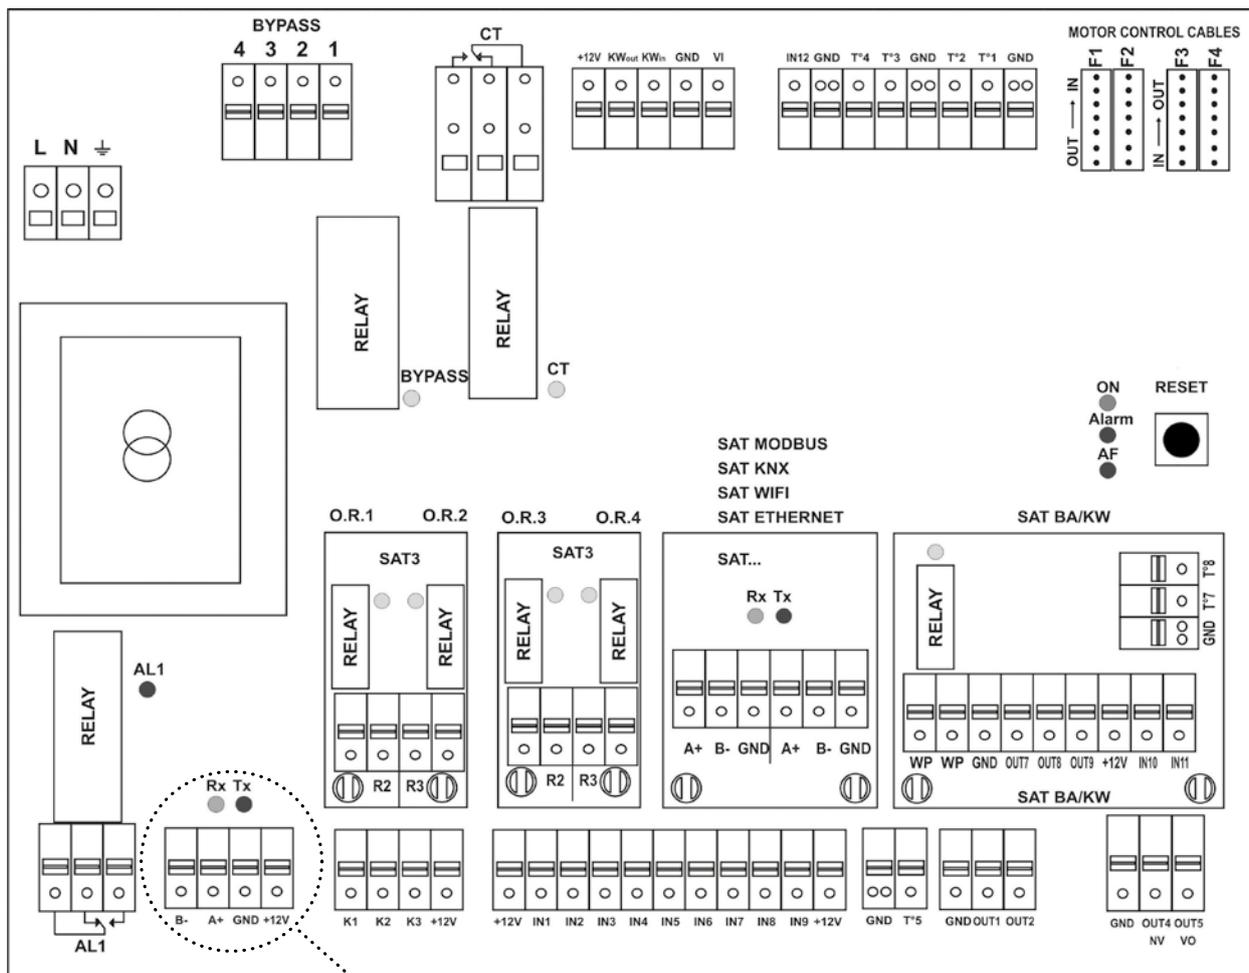 BYPASS
4 3 2 1
CT
+12V KWout KWin GND VI
IN12 GND T°4 T°3 GND T°2 T°1 GND
MOTOR CONTROL CABLES
F1 F2 F3 F4
OUT → IN
IN → OUT
L N
RELAY
RELAY
BYPASS
CT
ON
Alarm
AF
RESET
SAT MODBUS
SAT KNX
SAT WIFI
SAT ETHERNET
O.R.1 O.R.2
O.R.3 O.R.4
SAT BA/KW
SAT3
RELAY
RELAY
R2 R3
SAT3
RELAY
RELAY
R2 R3
SAT...
Rx Tx
A+ B- GND A+ B- GND
RELAY
T°8
T°7
GND
WP WP GND OUT7 OUT8 OUT9 +12V IN10 IN11
SAT BA/KW
RELAY
AL1
Rx Tx
AL1
B- A+ GND +12V
K1 K2 K3 +12V
+12V IN1 IN2 IN3 IN4 IN5 IN6 IN7 IN8 IN9 +12V
GND T°5
GND OUT1 OUT2
GND OUT4 OUT5
NV VO